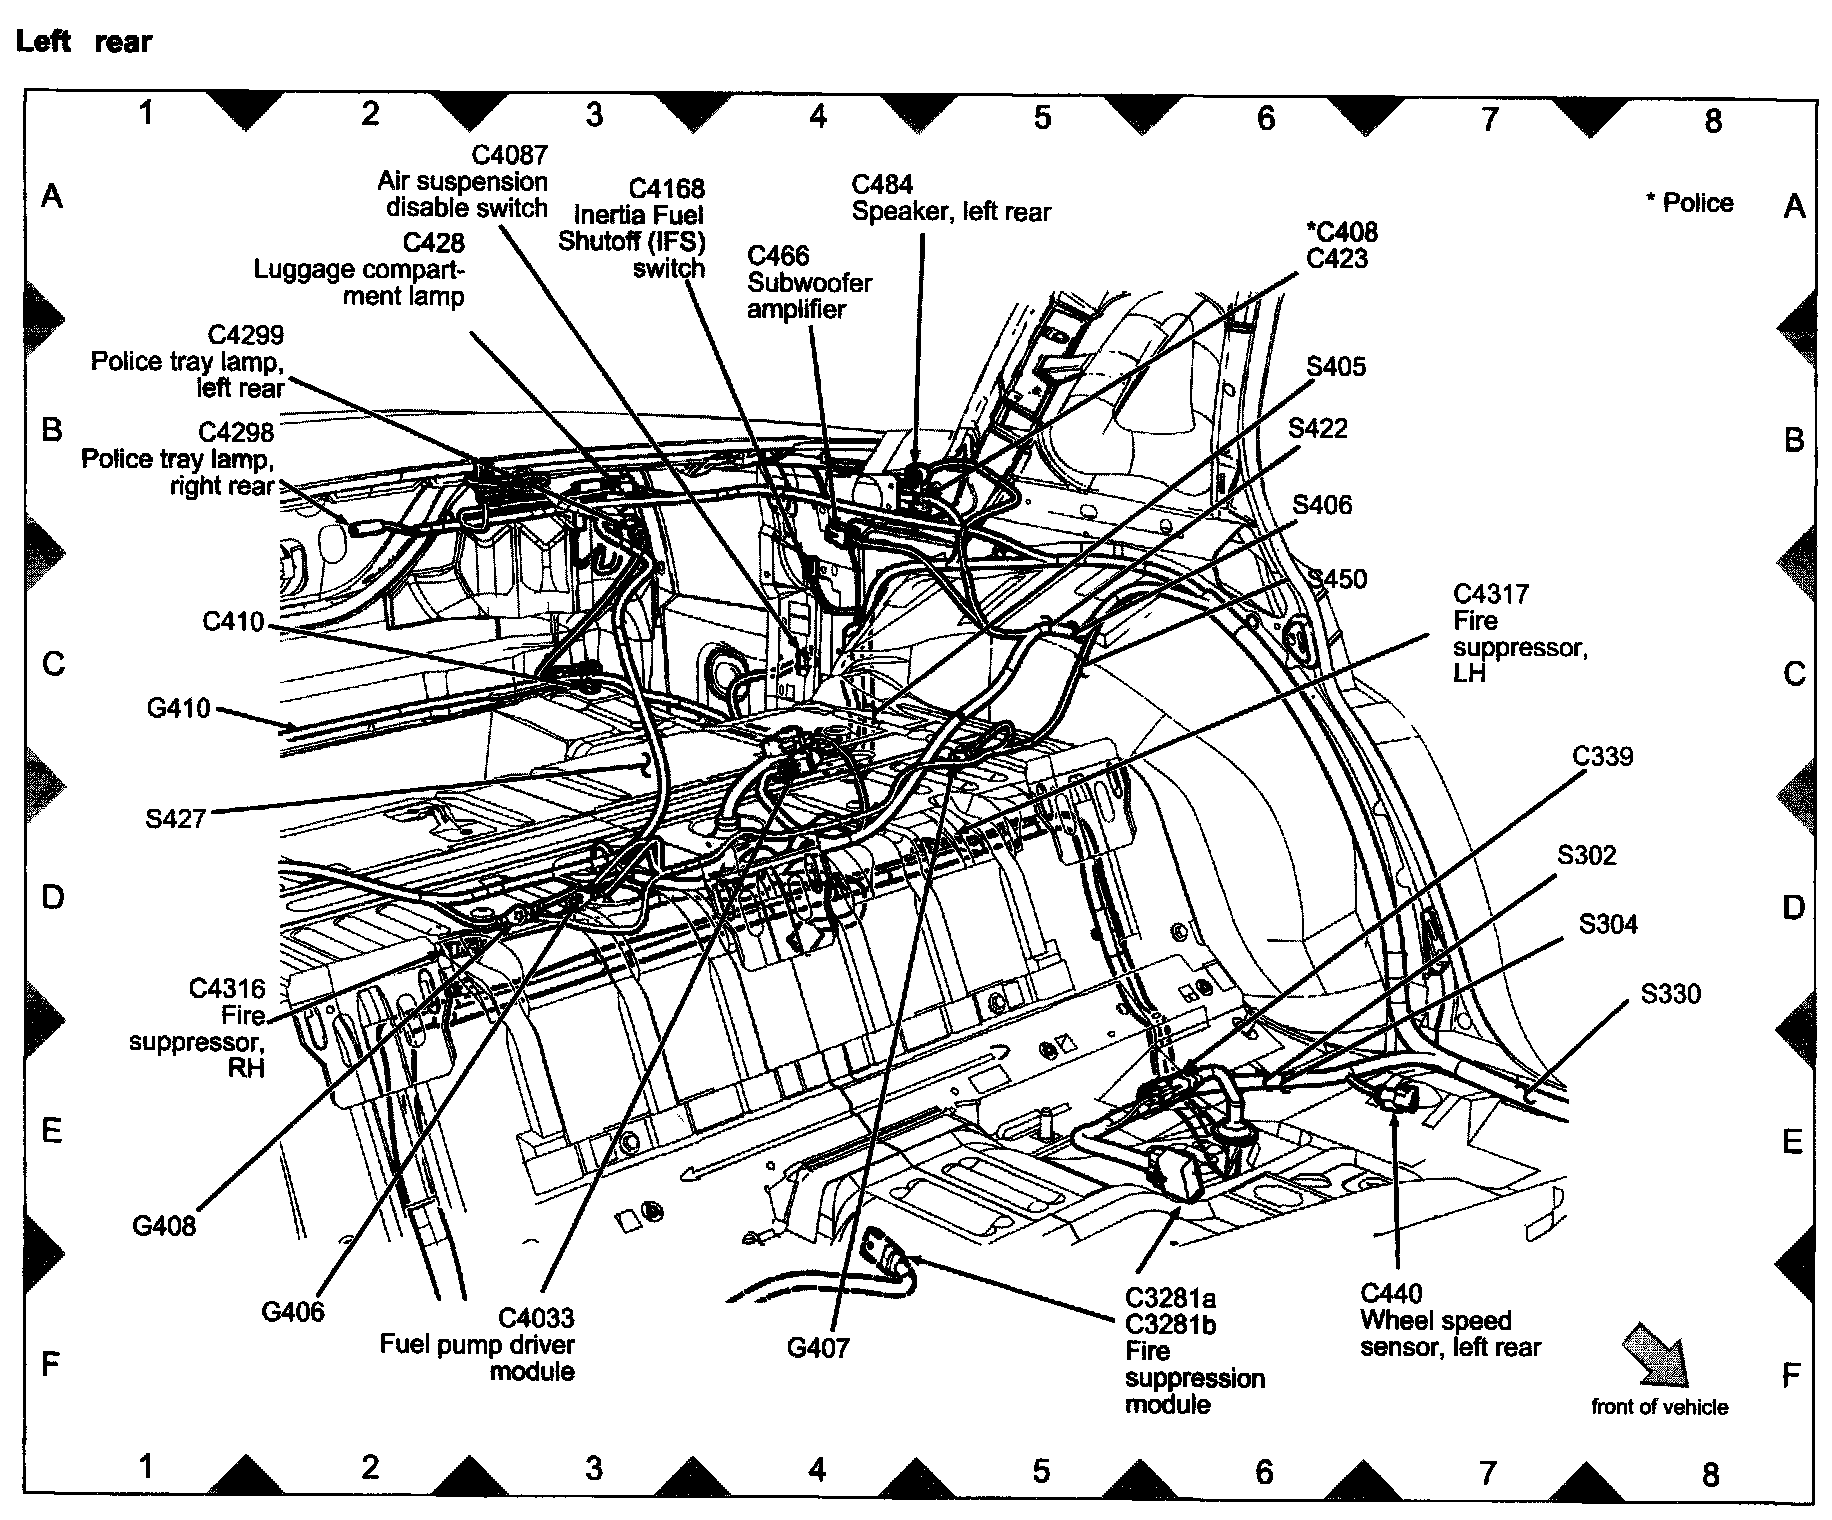 Left rear
1 2 3 4 5 6 7 8
A
A
* Police
C4087
Air suspension
disable switch
C428
Luggage compart-
ment lamp
C4168
Inertia Fuel
Shutoff (IFS)
switch
C466
Subwoofer
amplifier
C484
Speaker, left rear
*C408
C423
C4299
Police tray lamp,
left rear
S405
B
B
C4298
Police tray lamp,
right rear
S422
S406
S450
C4317
Fire
suppressor,
LH
C410
C
C
G410
C339
S427
S302
D
D
S304
C4316
Fire
suppressor,
RH
S330
E
E
G408
G406
C4033
Fuel pump driver
module
G407
C3281a
C3281b
Fire
suppression
module
C440
Wheel speed
sensor, left rear
F
F
front of vehicle
1 2 3 4 5 6 7 8